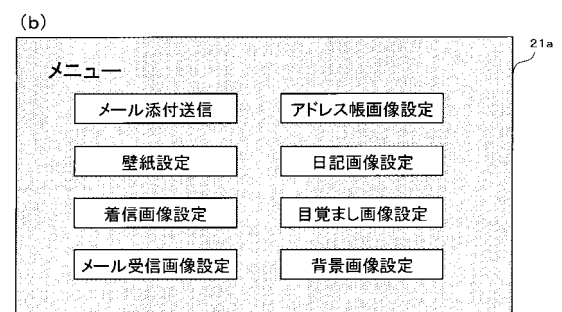 (b)
21a
メニュー
メール添付送信
アドレス帳画像設定
壁紙設定
日記画像設定
着信画像設定
目覚まし画像設定
メール受信画像設定
背景画像設定